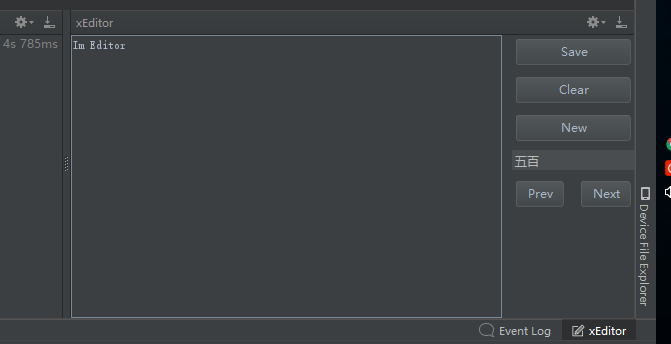 xEditor
4s 785ms
Im Editor
Save
Clear
New
五百
Prev
Next
Device File Explorer
Event Log
xEditor